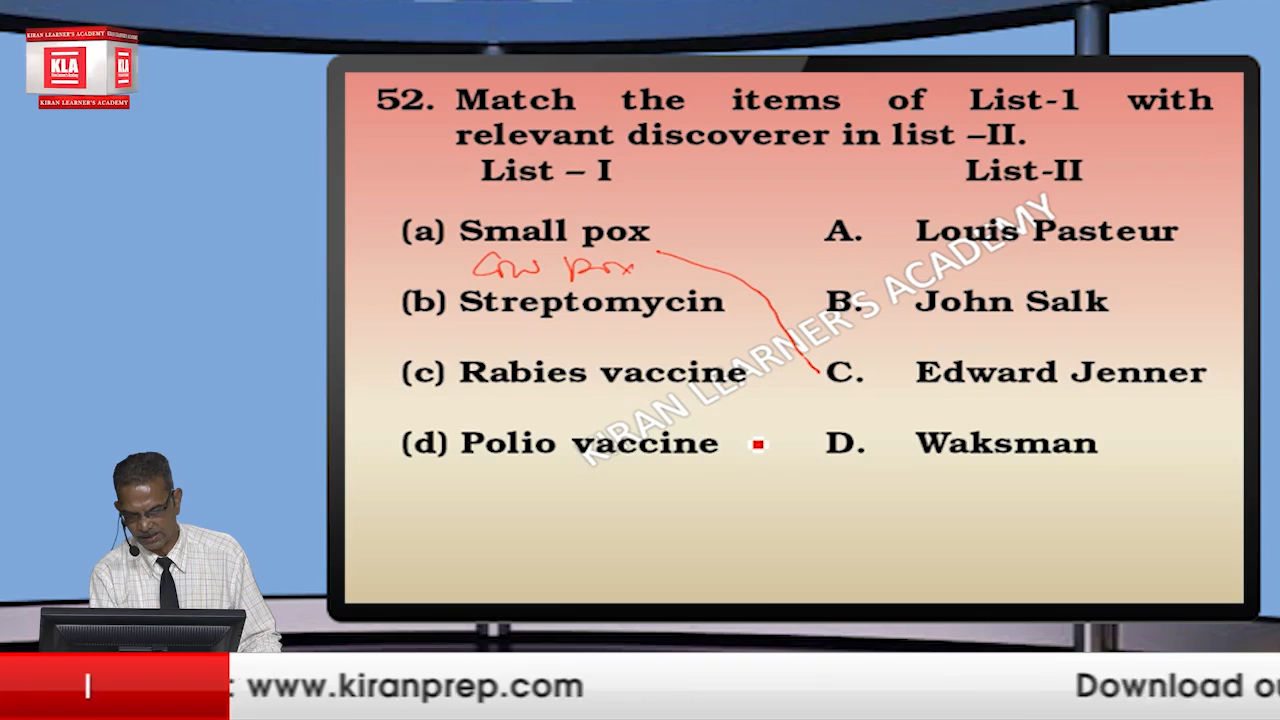 KIRAN LEARNER'S ACADEMY
KLA
KIRAN LEARNER'S ACADEMY
52. Match the items of List-1 with
relevant discoverer in list –II.
List – I List-II
(a) Small pox A. Louis Pasteur
Cow pox
(b) Streptomycin B. John Salk
(c) Rabies vaccine C. Edward Jenner
(d) Polio vaccine D. Waksman
KIRAN LEARNER'S ACADEMY
: www.kiranprep.com Download ou